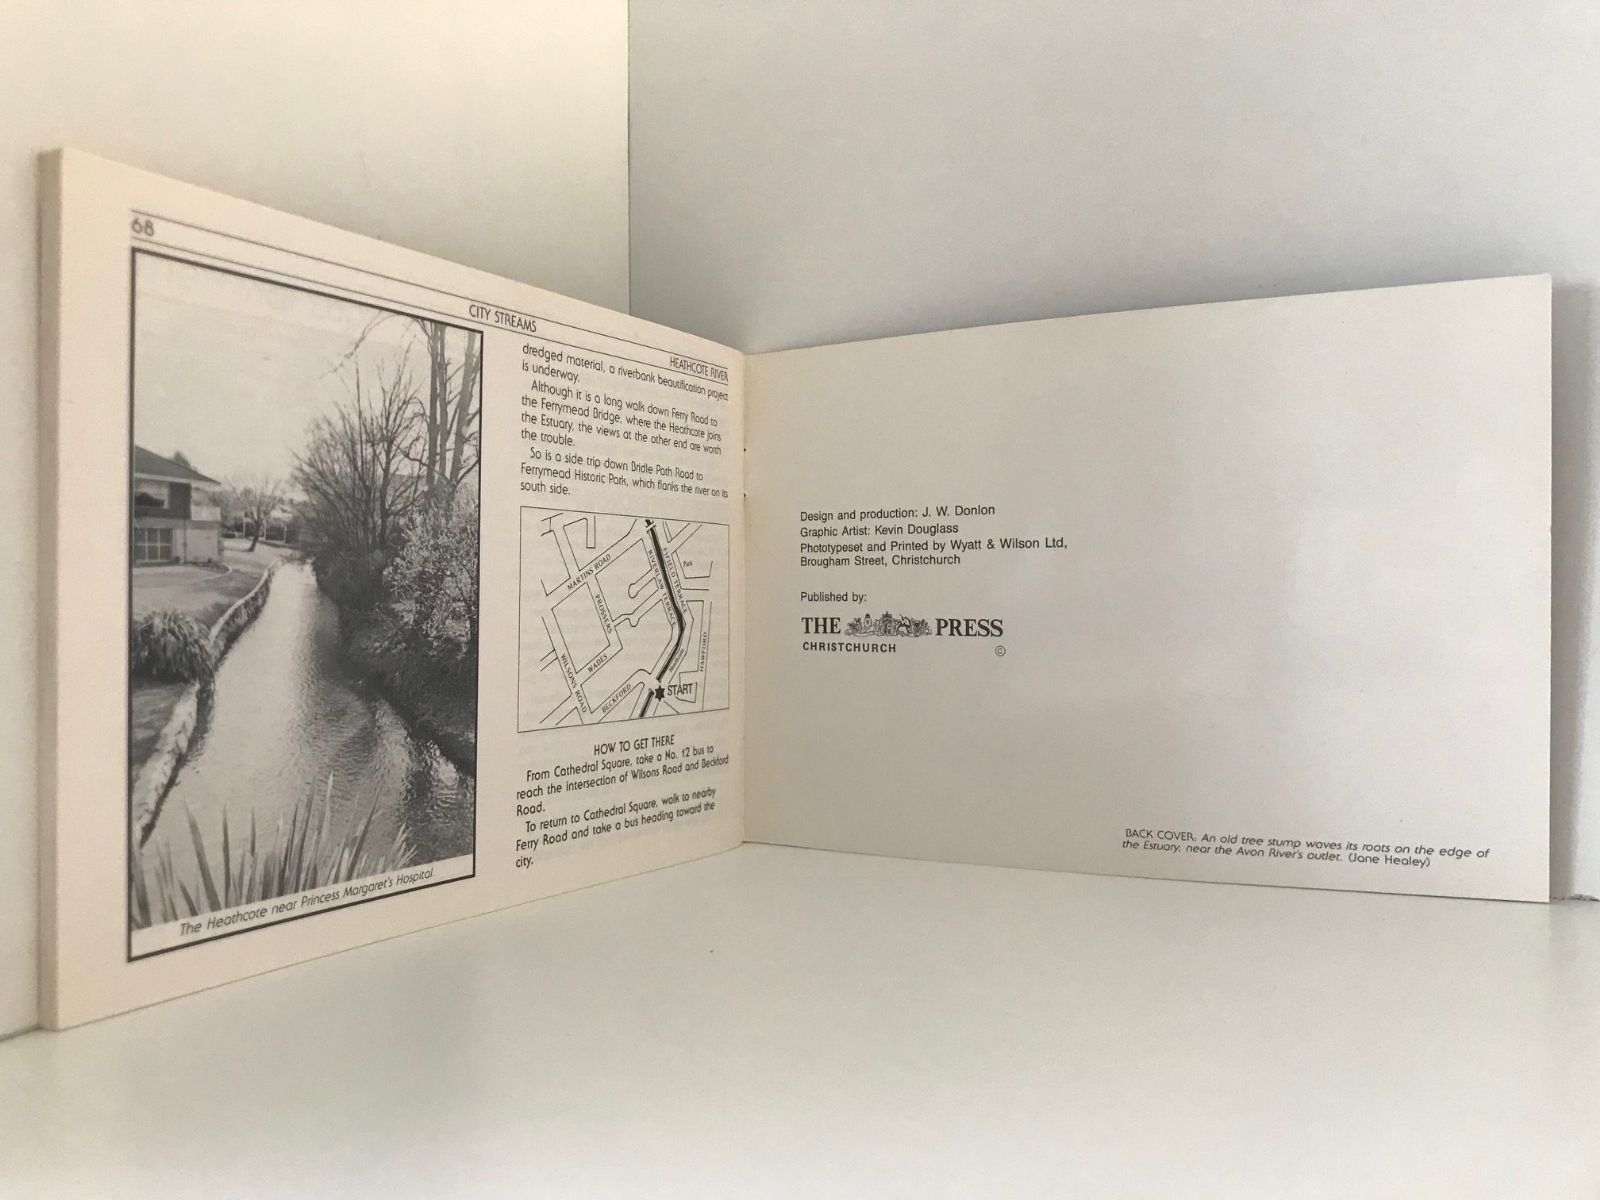 68
CITY STREAMS
HEATHCOTE RIVER
The Heathcote near Princess Margaret's Hospital.
dredged material, a riverbank beautification project
is underway.
Although it is a long walk down Ferry Road to
the Ferrymead Bridge, where the Heathcote joins
the Estuary, the views at the other end are worth
the trouble.
So is a side trip down Bridle Path Road to
Ferrymead Historic Park, which flanks the river on its
south side.
MARTINS ROAD
RIVERLAW TERRACE
FIFIELD TERRACE
Park
PROSSERS
WADES
WILSONS ROAD
BECKFORD
HAWFORD
START
HOW TO GET THERE
From Cathedral Square, take a No. 12 bus to
reach the intersection of Wilsons Road and Beckford
Road.
To return to Cathedral Square, walk to nearby
Ferry Road and take a bus heading toward the
city.
Design and production: J. W. Donlon
Graphic Artist: Kevin Douglass
Phototypeset and Printed by Wyatt & Wilson Ltd,
Brougham Street, Christchurch
Published by:
THE PRESS
CHRISTCHURCH
©
BACK COVER: An old tree stump waves its roots on the edge of
the Estuary, near the Avon River's outlet. (Jane Healey)